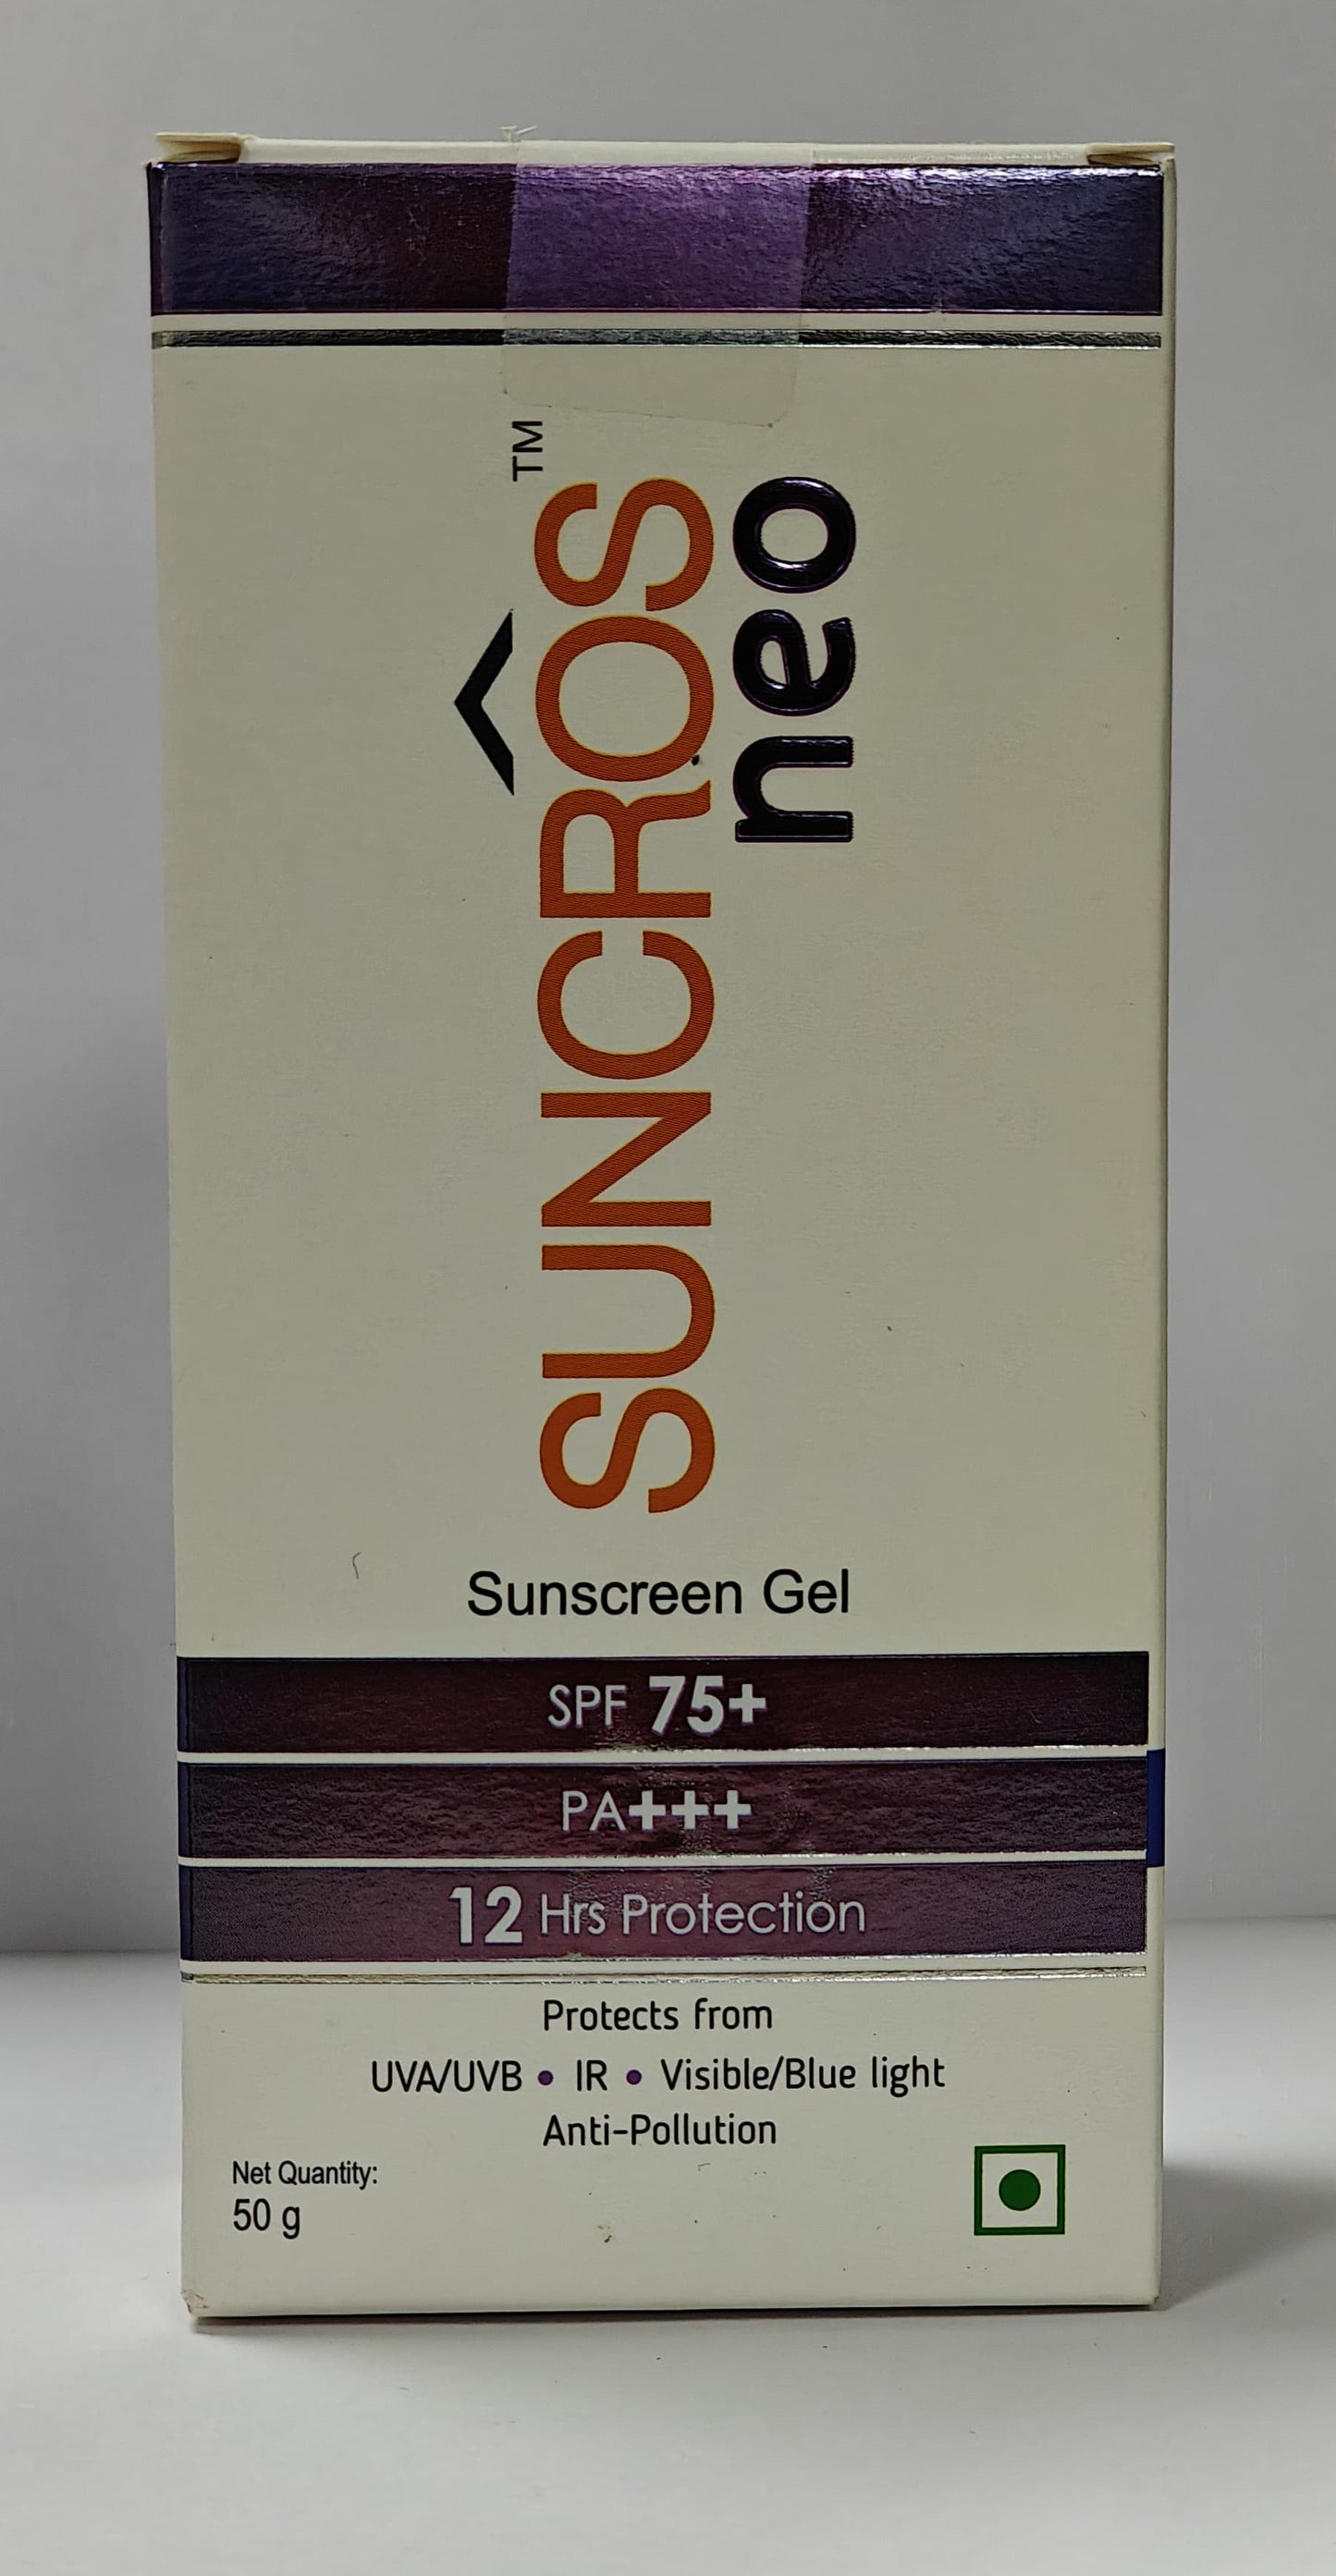 SUNCROS™
neo
Sunscreen Gel
SPF 75+
PA+++
12 Hrs Protection
Protects from
UVA/UVB • IR • Visible/Blue light
Anti-Pollution
Net Quantity:
50 g